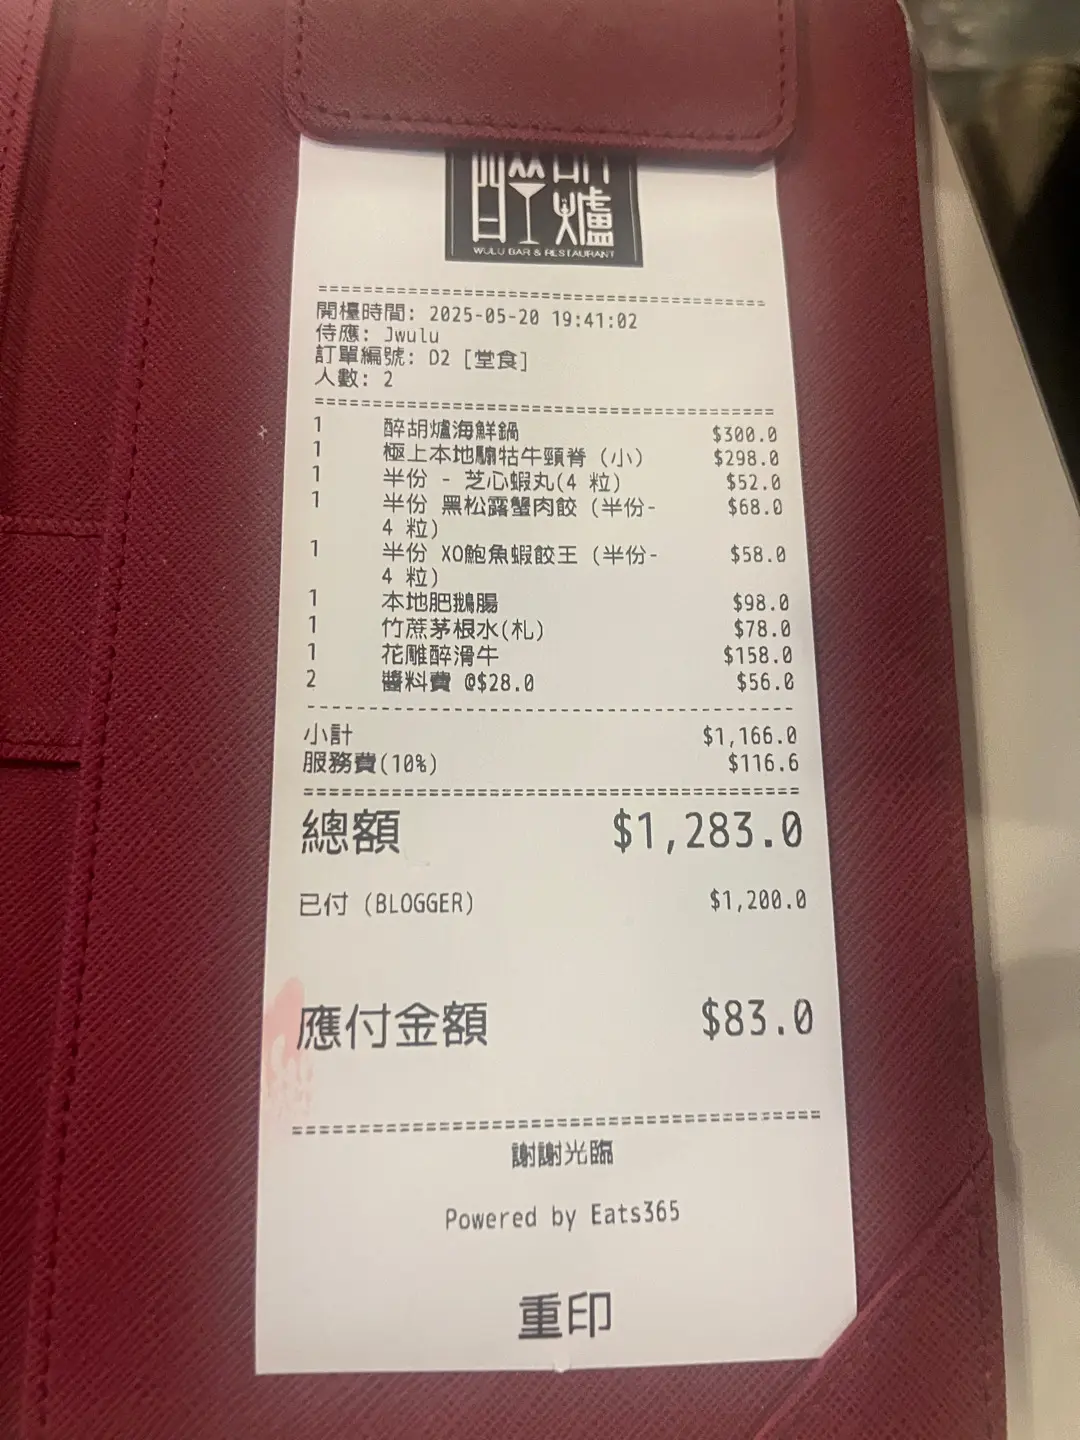 醉 爐
WULU BAR & RESTAURANT
開檯時間: 2025-05-20 19:41:02
侍應: Jwulu
訂單編號: D2 [堂食]
人數: 2
1 醉胡爐海鮮鍋 $300.0
1 極上本地騸牯牛頸脊 (小) $298.0
1 半份 - 芝心蝦丸(4 粒) $52.0
1 半份 黑松露蟹肉餃 (半份- $68.0
4 粒)
1 半份 XO鮑魚蝦餃王 (半份- $58.0
4 粒)
1 本地肥鵝腸 $98.0
1 竹蔗茅根水(札) $78.0
1 花雕醉滑牛 $158.0
2 醬料費 @$28.0 $56.0
小計 $1,166.0
服務費(10%) $116.6
總額 $1,283.0
已付 (BLOGGER) $1,200.0
應付金額 $83.0
謝謝光臨
Powered by Eats365
重印